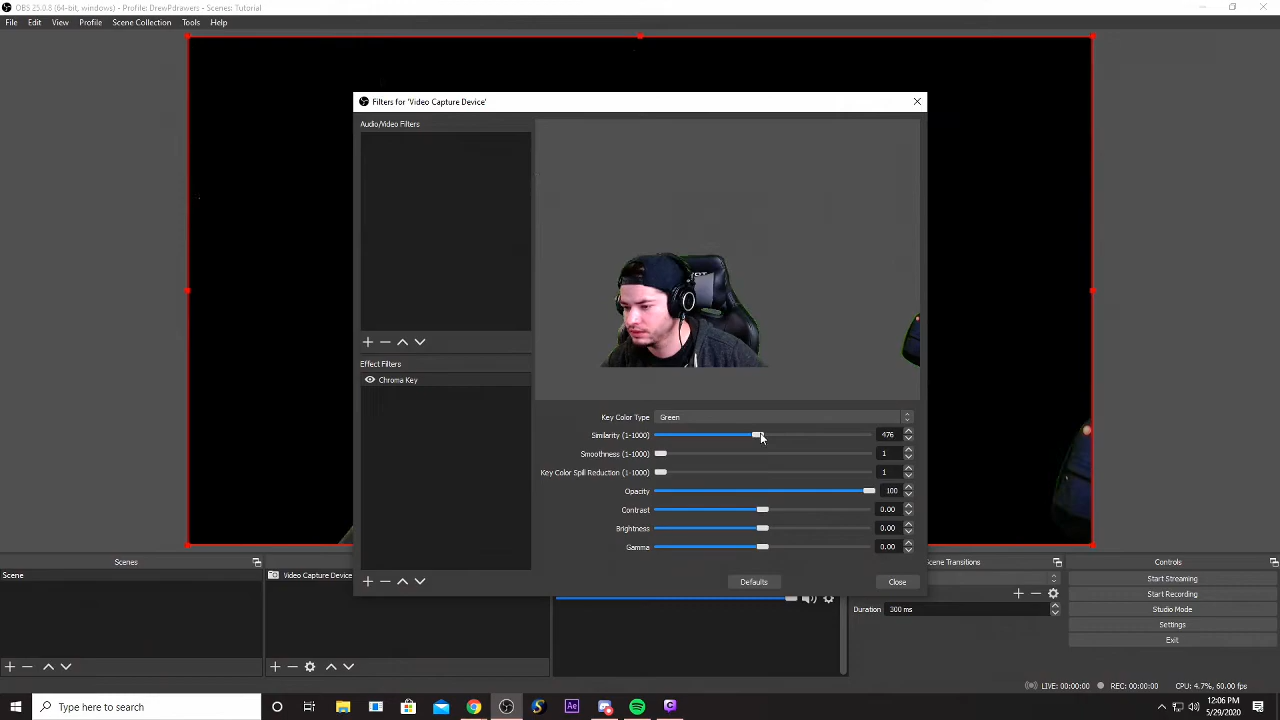 OBS 25.0.8 (64-bit, windows) - Profile: DrewPdrawers - Scenes: Tutorial
File Edit View Profile Scene Collection Tools Help
Filters for 'Video Capture Device'
Audio/Video Filters
Effect Filters
Chroma Key
Key Color Type Green
Similarity (1-1000) 476
Smoothness (1-1000) 1
Key Color Spill Reduction (1-1000) 1
Opacity 100
Contrast 0.00
Brightness 0.00
Gamma 0.00
Defaults Close
Scenes
Scene
Video Capture Device
Scene Transitions
Duration 300 ms
Controls
Start Streaming
Start Recording
Studio Mode
Settings
Exit
LIVE: 00:00:00 REC: 00:00:00 CPU: 4.7%, 60.00 fps
Type here to search
12:06 PM
5/29/2020